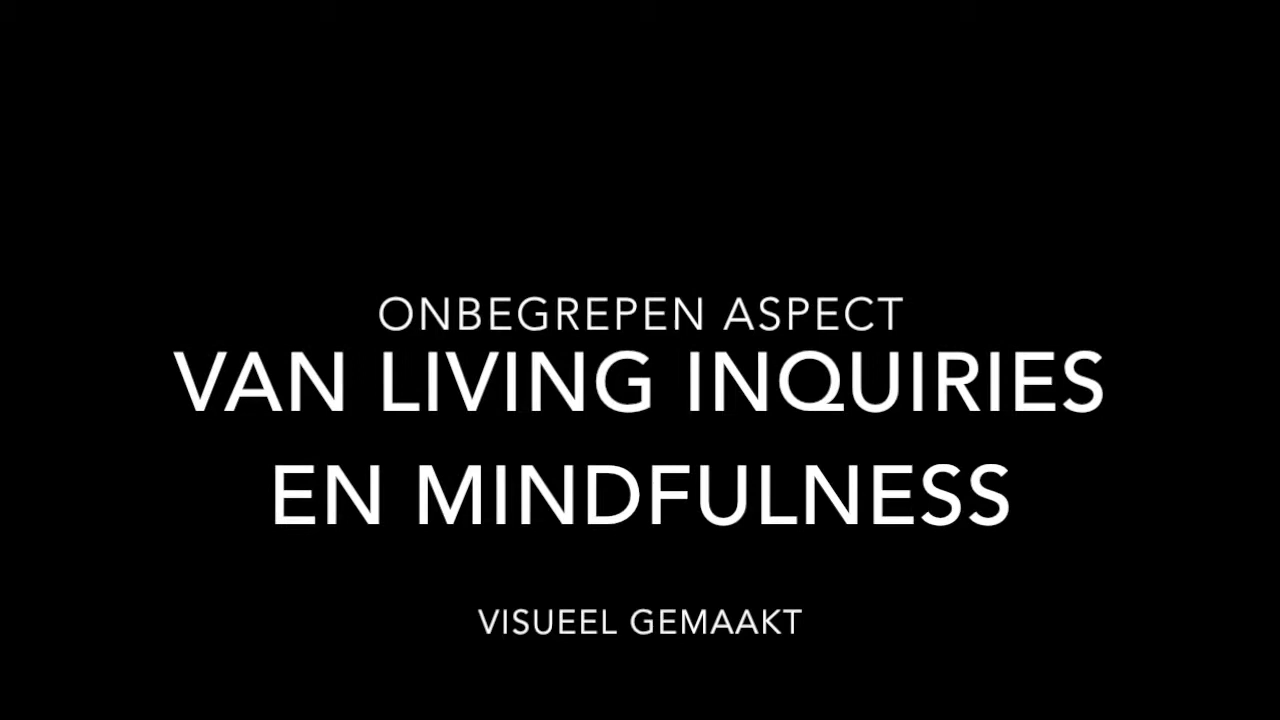 ONBEGREPEN ASPECT
VAN LIVING INQUIRIES
EN MINDFULNESS
VISUEEL GEMAAKT